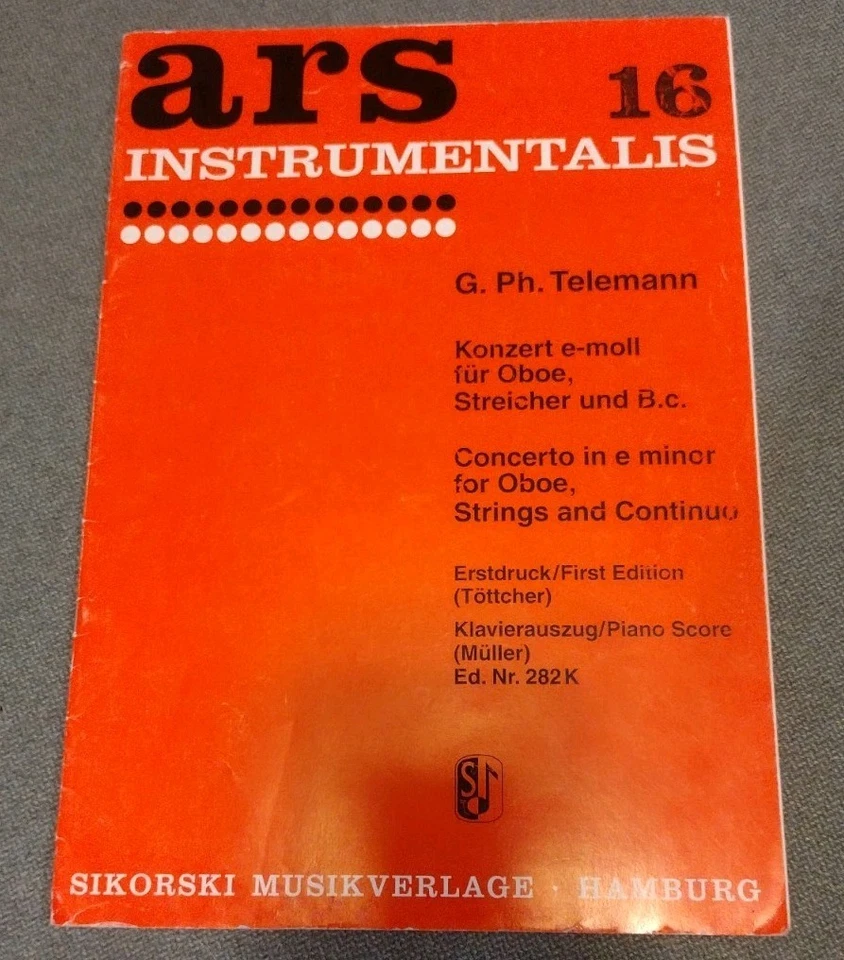 ars 16
INSTRUMENTALIS
G. Ph. Telemann
Konzert e-moll
für Oboe,
Streicher und B.c.
Concerto in e minor
for Oboe,
Strings and Continuo
Erstdruck/First Edition
(Töttcher)
Klavierauszug/Piano Score
(Müller)
Ed. Nr. 282 K
SIKORSKI MUSIKVERLAGE · HAMBURG